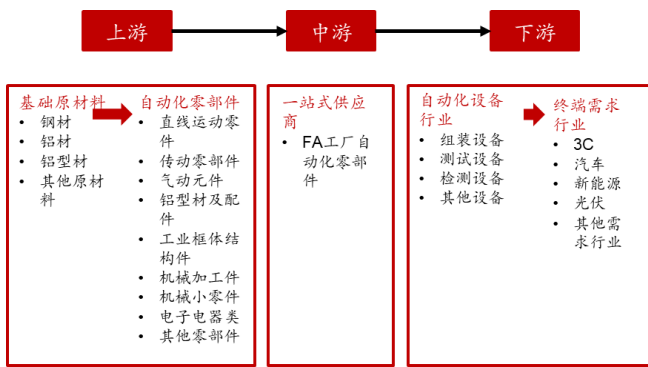 上游
中游
下游
基础原材料
• 钢材
• 铝材
• 铝型材
• 其他原材
料
自动化零部件
• 直线运动零
件
• 传动零部件
• 气动元件
• 铝型材及配
件
• 工业框体结
构件
• 机械加工件
• 机械小零件
• 电子电器类
• 其他零部件
一站式供应
商
• FA工厂自
动化零部
件
自动化设备
行业
• 组装设备
• 测试设备
• 检测设备
• 其他设备
终端需求
行业
• 3C
• 汽车
• 新能源
• 光伏
• 其他需
求行业